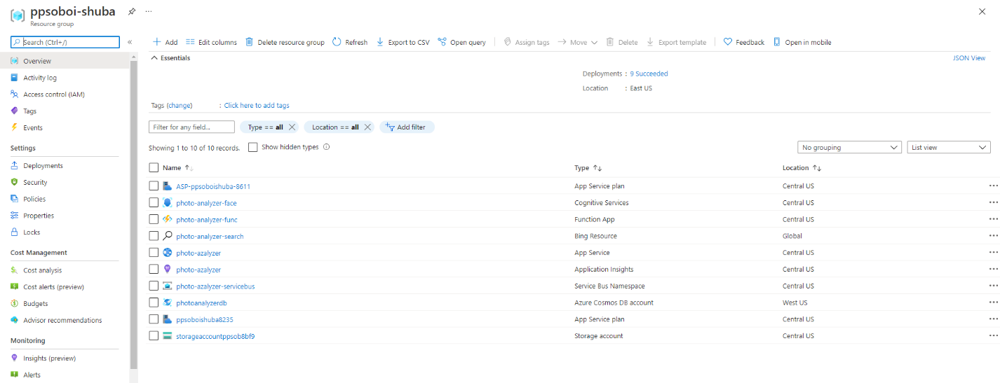 ppsoboi-shuba
Resource group
Search (Ctrl+/)
Overview
Activity log
Access control (IAM)
Tags
Events
Settings
Deployments
Security
Policies
Properties
Locks
Cost Management
Cost analysis
Cost alerts (preview)
Budgets
Advisor recommendations
Monitoring
Insights (preview)
Alerts
Add Edit columns Delete resource group Refresh Export to CSV Open query Assign tags Move Delete Export template Feedback Open in mobile
Essentials JSON View
Deployments : 9 Succeeded
Location : East US
Tags (change) : Click here to add tags
Filter for any field... Type == all Location == all Add filter
Showing 1 to 10 of 10 records. Show hidden types No grouping List view
Name Type Location
ASP-ppsoboishuba-8611 App Service plan Central US
photo-analyzer-face Cognitive Services Central US
photo-analyzer-func Function App Central US
photo-analyzer-search Bing Resource Global
photo-azalyzer App Service Central US
photo-azalyzer Application Insights Central US
photo-azalyzer-servicebus Service Bus Namespace Central US
photoanalyzerdb Azure Cosmos DB account West US
ppsoboishuba8235 App Service plan Central US
storageaccountppsob8bf9 Storage account Central US